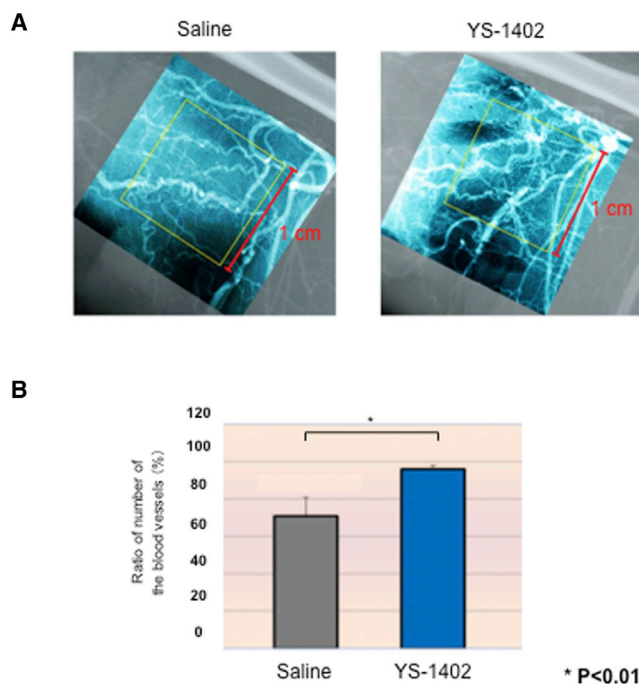 A
Saline
YS-1402
1 cm
1 cm
B
120
100
80
60
40
20
0
Ratio of number of
the blood vessels (%)
*
Saline
YS-1402
* P<0.01